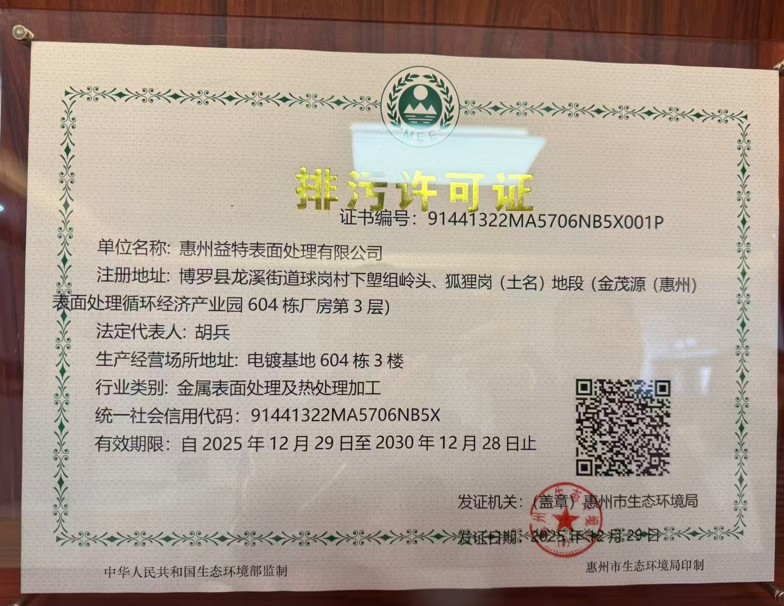 MEE
排污许可证
证书编号：91441322MA5706NB5X001P
单位名称：惠州益特表面处理有限公司
注册地址：博罗县龙溪街道球岗村下塱组岭头、狐狸岗（土名）地段（金茂源（惠州）
表面处理循环经济产业园 604 栋厂房第 3 层）
法定代表人：胡兵
生产经营场所地址：电镀基地 604 栋 3 楼
行业类别：金属表面处理及热处理加工
统一社会信用代码：91441322MA5706NB5X
有效期限：自 2025 年 12 月 29 日至 2030 年 12 月 28 日止
发证机关：（盖章）惠州市生态环境局
发证日期：2025 年 12 月 29 日
中华人民共和国生态环境部监制
惠州市生态环境局印制